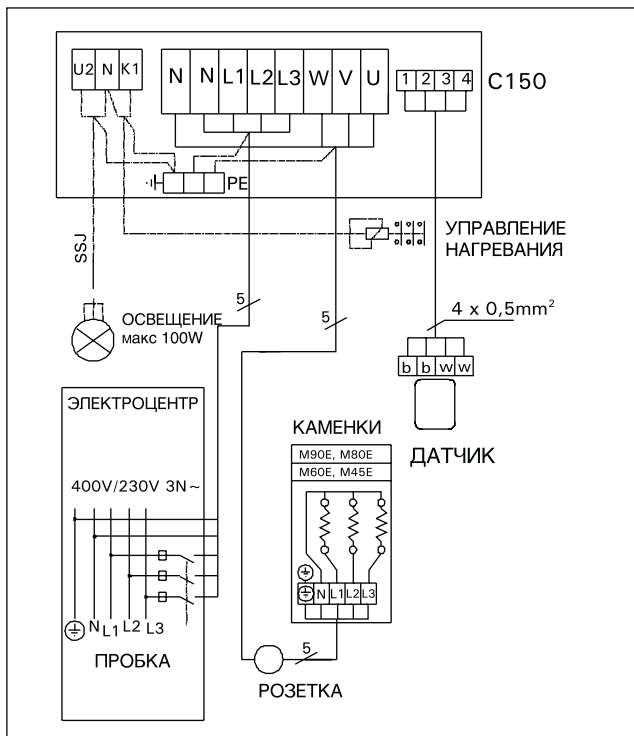 U2 N K1
N N L1 L2 L3 W V U
1 2 3 4
C150
PE
SSJ
УПРАВЛЕНИЕ
НАГРЕВАНИЯ
5
5
4 x 0,5mm²
ОСВЕЩЕНИЕ
макс 100W
b b w w
ДАТЧИК
ЭЛЕКТРОЦЕНТР
400V/230V 3N~
N L1 L2 L3
ПРОБКА
КАМЕНКИ
M90E, M80E
M60E, M45E
N L1 L2 L3
5
РОЗЕТКА